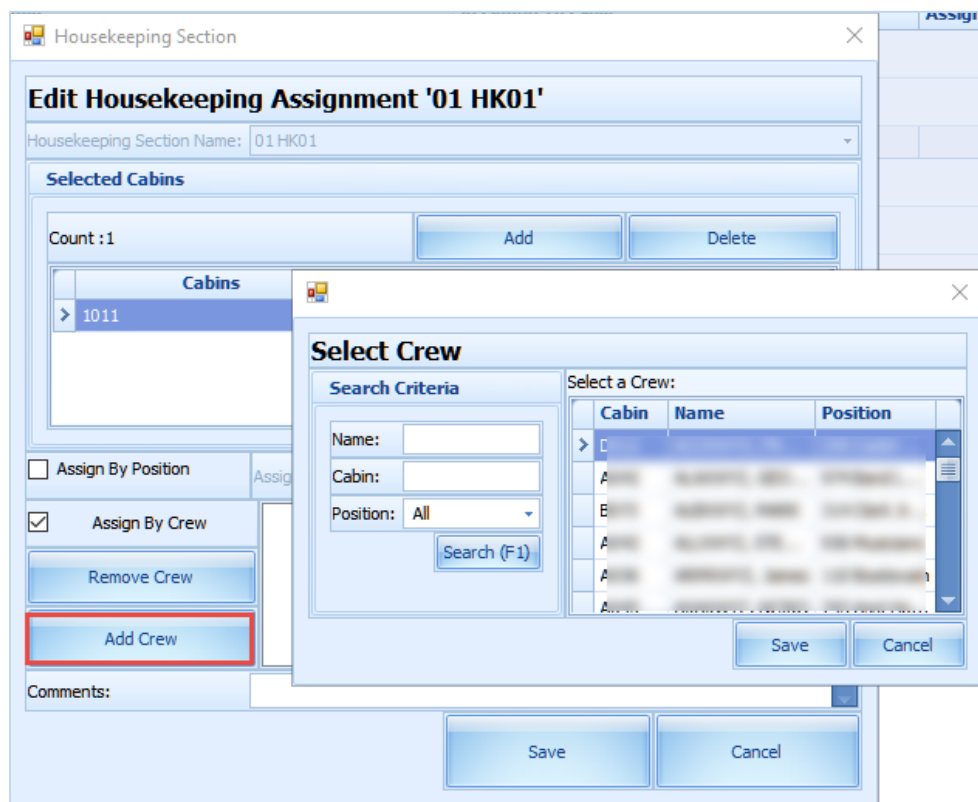 Assign
Housekeeping Section
Edit Housekeeping Assignment '01 HK01'
Housekeeping Section Name: 01 HK01
Selected Cabins
Count :1
Add
Delete
Cabins
1011
Select Crew
Search Criteria
Name:
Cabin:
Position: All
Search (F1)
Select a Crew:
Cabin Name Position
Save
Cancel
Assign By Position
Assig
Assign By Crew
Remove Crew
Add Crew
Comments:
Save
Cancel